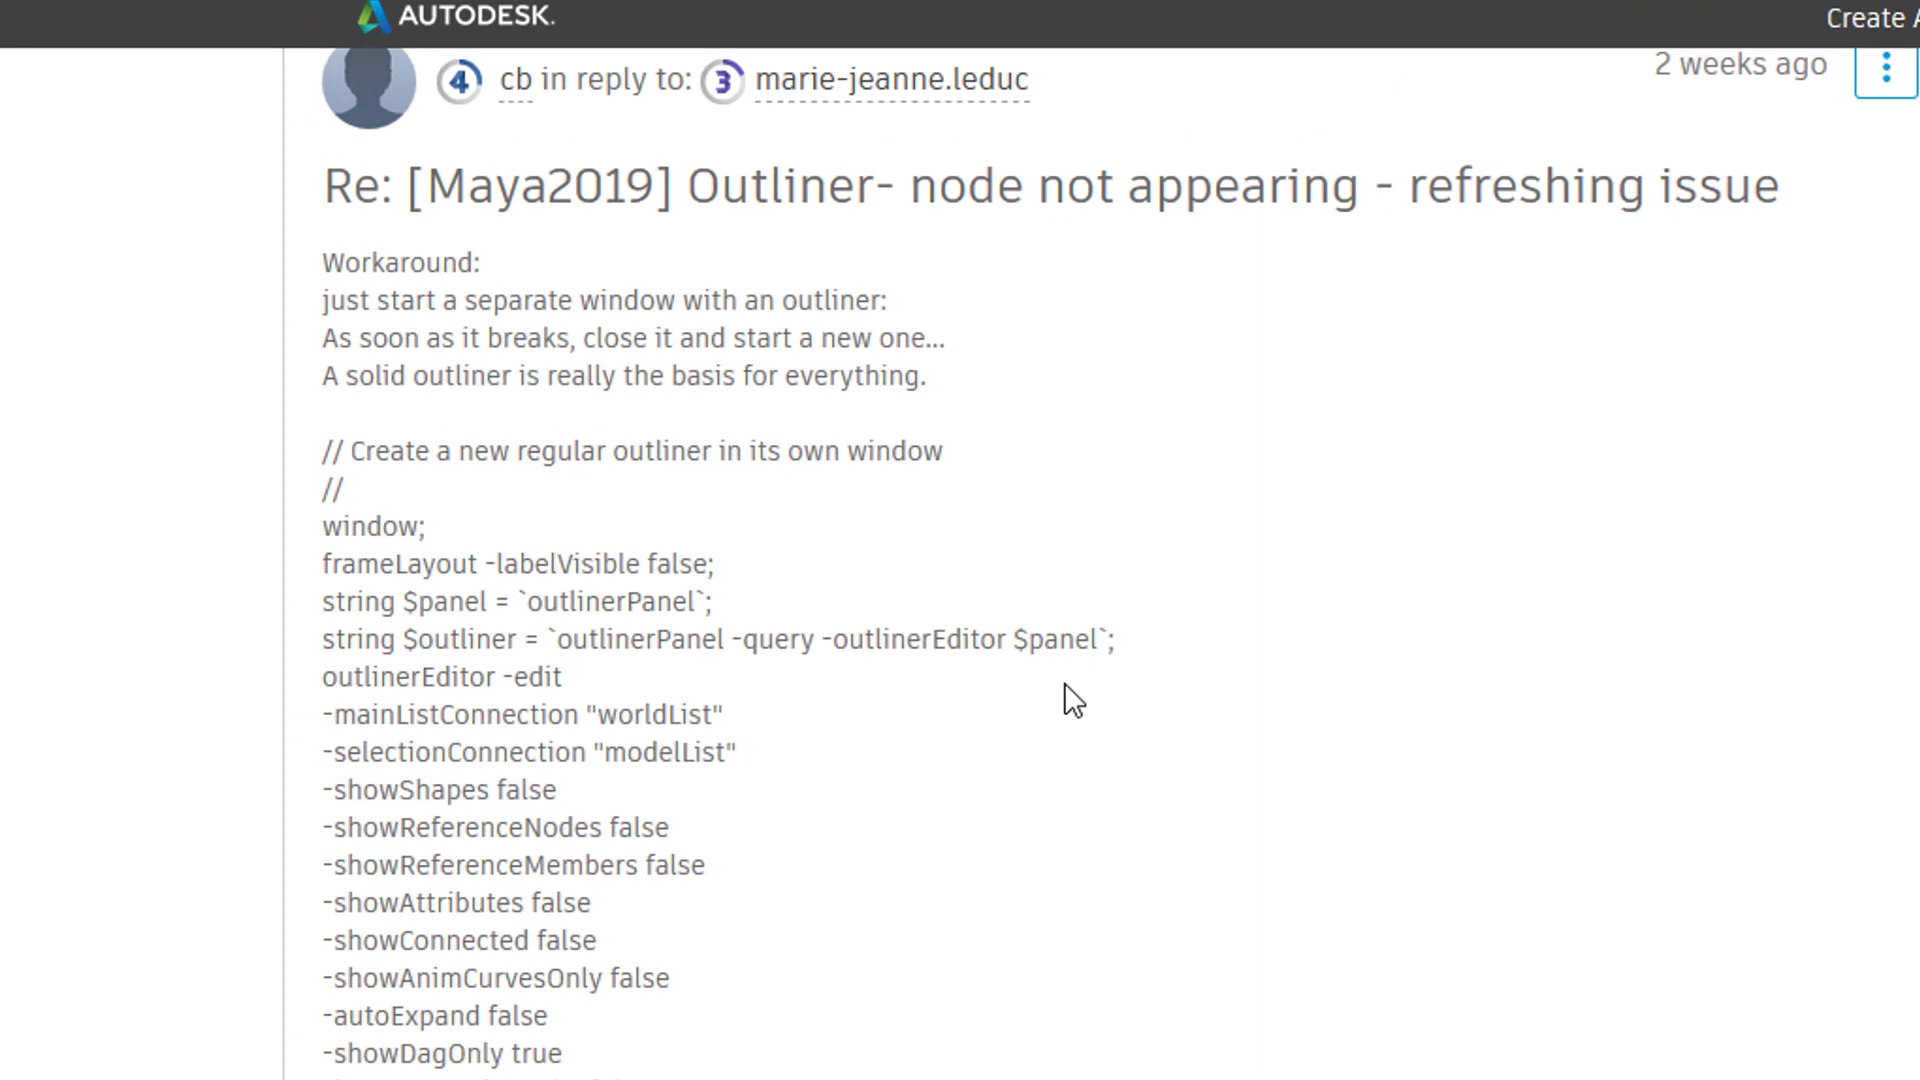 AUTODESK.
Create
4 cb in reply to: 3 marie-jeanne.leduc
2 weeks ago
Re: [Maya2019] Outliner- node not appearing - refreshing issue
Workaround:
just start a separate window with an outliner:
As soon as it breaks, close it and start a new one...
A solid outliner is really the basis for everything.
// Create a new regular outliner in its own window
//
window;
frameLayout -labelVisible false;
string $panel = `outlinerPanel`;
string $outliner = `outlinerPanel -query -outlinerEditor $panel`;
outlinerEditor -edit
-mainListConnection "worldList"
-selectionConnection "modelList"
-showShapes false
-showReferenceNodes false
-showReferenceMembers false
-showAttributes false
-showConnected false
-showAnimCurvesOnly false
-autoExpand false
-showDagOnly true